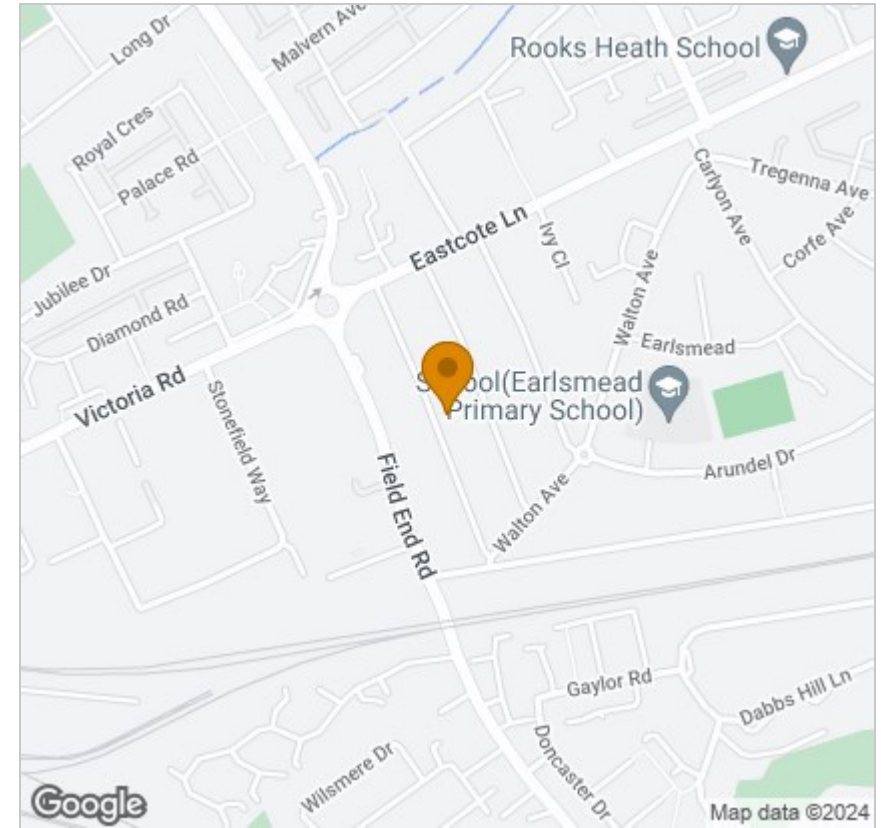 Long Dr
Malvern Ave
Rooks Heath School
Royal Cres
Palace Rd
Carlyon Ave
Tregenna Ave
Corfe Ave
Eastcote Ln
Ivy Cl
Jubilee Dr
Walton Ave
Diamond Rd
Earlsmead
Victoria Rd
Stonefield Way
School(Earlsmead
Primary School)
Field End Rd
Arundel Dr
Walton Ave
Gaylor Rd
Dabbs Hill Ln
Doncaster Dr
Wilsmere Dr
Google
Map data ©2024